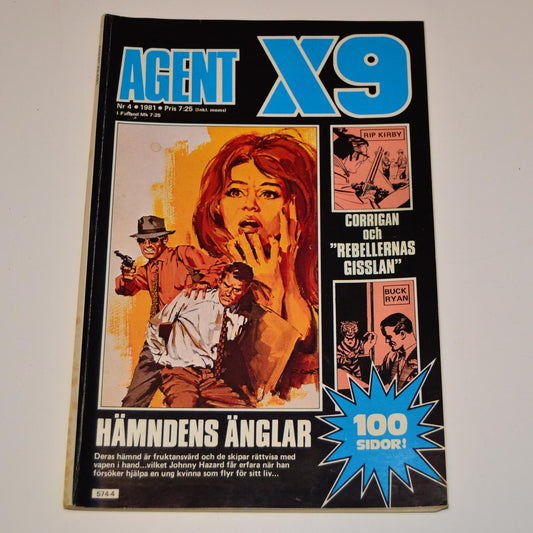 AGENT X9
Nr 4 • 1981 • Pris 7:25 (Inkl. moms)
I Finland Mk 7:25
RIP KIRBY
CORRIGAN
och
"REBELLERNAS
GISSLAN"
BUCK
RYAN
100
SIDOR!
HÄMNDENS ÄNGLAR
Deras hämnd är fruktansvärd och de skipar rättvisa med
vapen i hand...vilket Johnny Hazard får erfara när han
försöker hjälpa en ung kvinna som flyr för sitt liv...
574-4